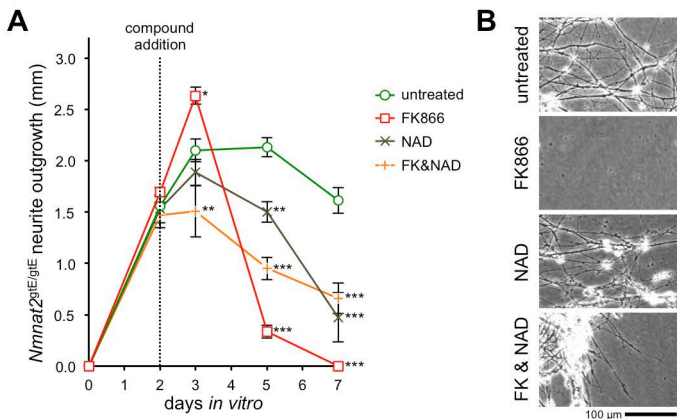 A
compound
addition
Nmnat2gtE/gtE neurite outgrowth (mm)
3.0
2.5
2.0
1.5
1.0
0.5
0.0
*
**
**
***
***
***
***
***
0
1
2
3
4
5
6
7
days in vitro
untreated
FK866
NAD
FK&NAD
B
untreated
FK866
NAD
FK & NAD
100 µm